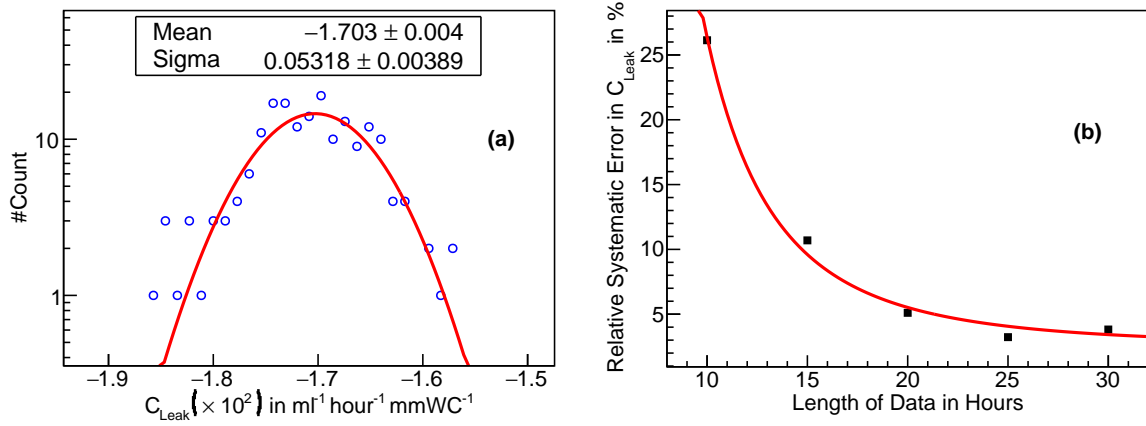 Mean −1.703 ± 0.004
Sigma 0.05318 ± 0.00389
(a)
#Count
10
1
−1.9 −1.8 −1.7 −1.6 −1.5
C_Leak (× 10²) in ml⁻¹ hour⁻¹ mmWC⁻¹
Relative Systematic Error in C_Leak in %
(b)
25
20
15
10
5
10 15 20 25 30
Length of Data in Hours